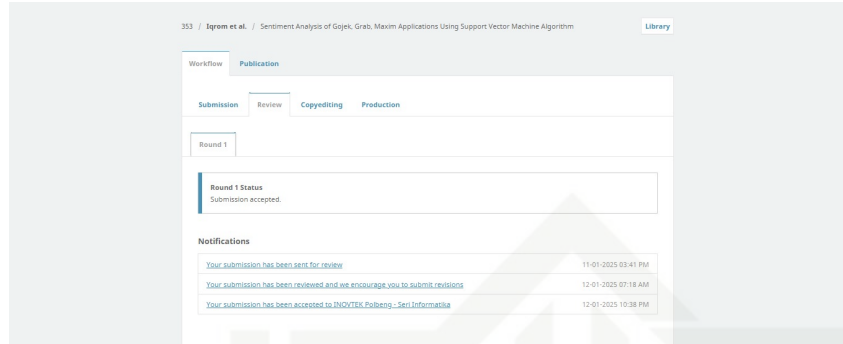 353 / Iqrom et al. / Sentiment Analysis of Gojek, Grab, Maxim Applications Using Support Vector Machine Algorithm
Library
Workflow Publication
Submission Review Copyediting Production
Round 1
Round 1 Status
Submission accepted.
Notifications
Your submission has been sent for review 11-01-2025 03:41 PM
Your submission has been reviewed and we encourage you to submit revisions 12-01-2025 07:18 AM
Your submission has been accepted to INOVTEK Polbeng - Seri Informatika 12-01-2025 10:38 PM